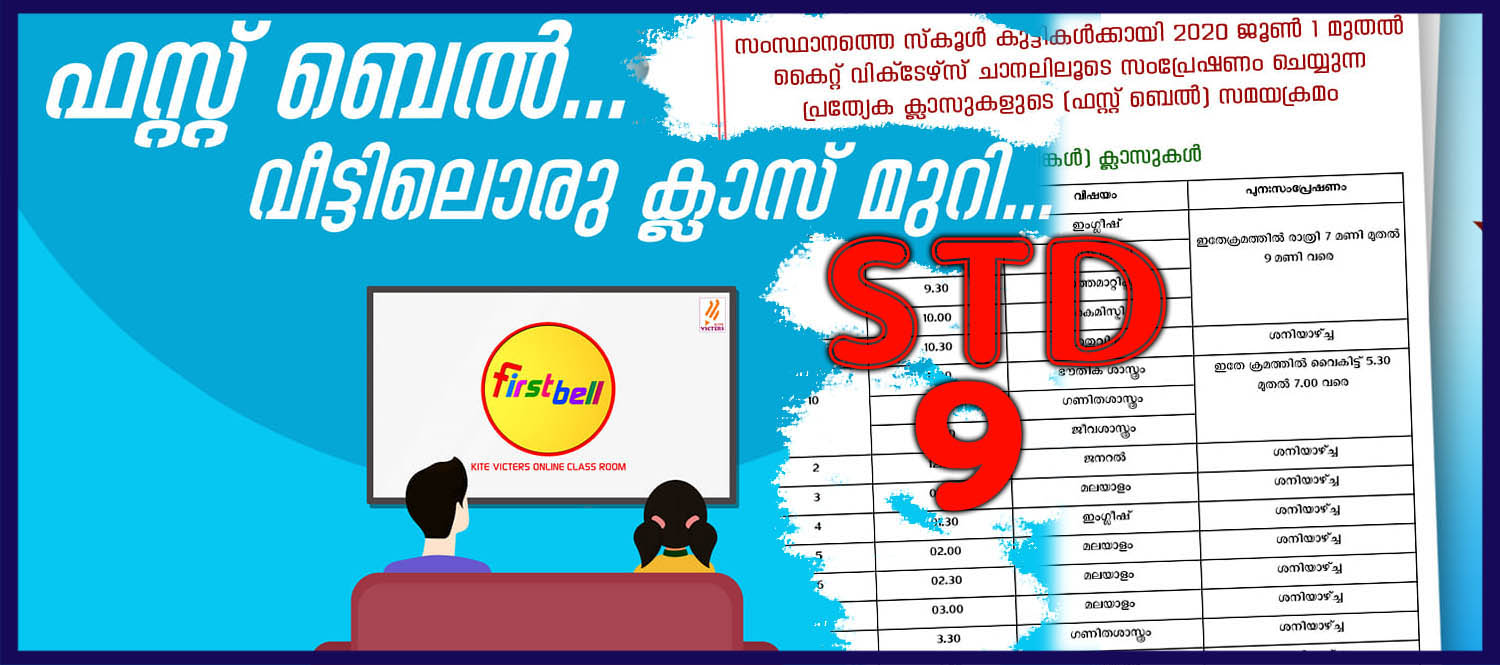 ഫസ്റ്റ് ബെൽ...
വീട്ടിലൊരു ക്ലാസ് മുറി...
KITE
VICTERS
firstbell
KITE VICTERS ONLINE CLASS ROOM
സംസ്ഥാനത്തെ സ്കൂൾ കുട്ടികൾക്കായി 2020 ജൂൺ 1 മുതൽ
കൈറ്റ് വിക്ടേഴ്സ് ചാനലിലൂടെ സംപ്രേഷണം ചെയ്യുന്ന
പ്രത്യേക ക്ലാസുകളുടെ (ഫസ്റ്റ് ബെൽ) സമയക്രമം
ക്ലാസുകൾ
STD
9
വിഷയം പുനഃസംപ്രേഷണം
ഇംഗ്ലീഷ്
ഇതേക്രമത്തിൽ രാത്രി 7 മണി മുതൽ
9 മണി വരെ
9.30
10.00
10.30 ശനിയാഴ്ച്ച
ഭൗതിക ശാസ്ത്രം
ഇതേ ക്രമത്തിൽ വൈകിട്ട് 5.30
മുതൽ 7.00 വരെ
10 ഗണിതശാസ്ത്രം
ജീവശാസ്ത്രം
2 ജനറൽ ശനിയാഴ്ച്ച
3 മലയാളം ശനിയാഴ്ച്ച
4 ഇംഗ്ലീഷ് ശനിയാഴ്ച്ച
5 02.00 മലയാളം ശനിയാഴ്ച്ച
6 02.30 മലയാളം ശനിയാഴ്ച്ച
03.00 മലയാളം ശനിയാഴ്ച്ച
3.30 ഗണിതശാസ്ത്രം ശനിയാഴ്ച്ച